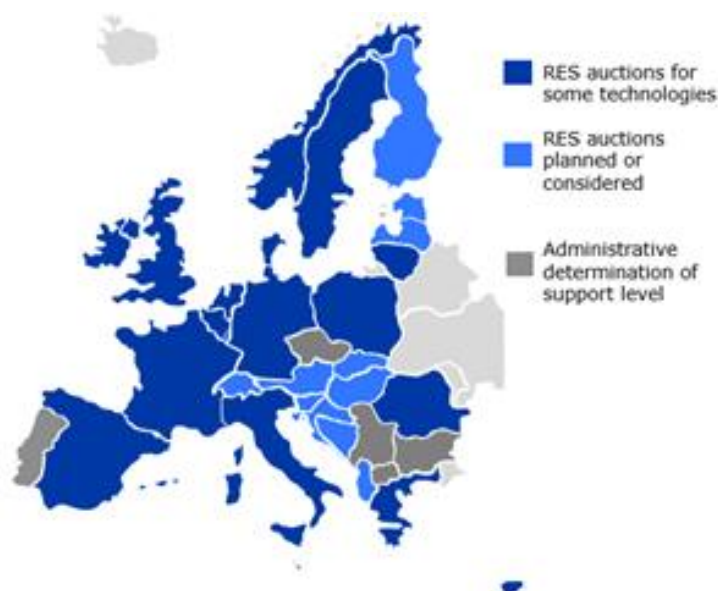 RES auctions for
some technologies
RES auctions
planned or
considered
Administrative
determination of
support level